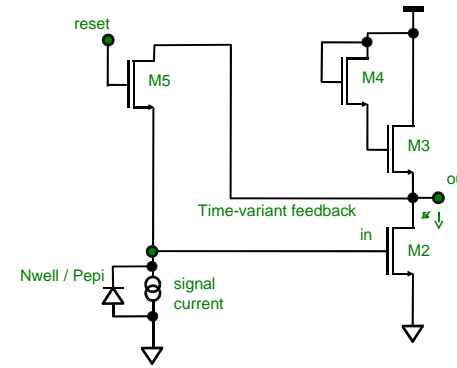 reset
M5
M4
M3
Time-variant feedback
in
M2
Nwell / Pepi
signal
current